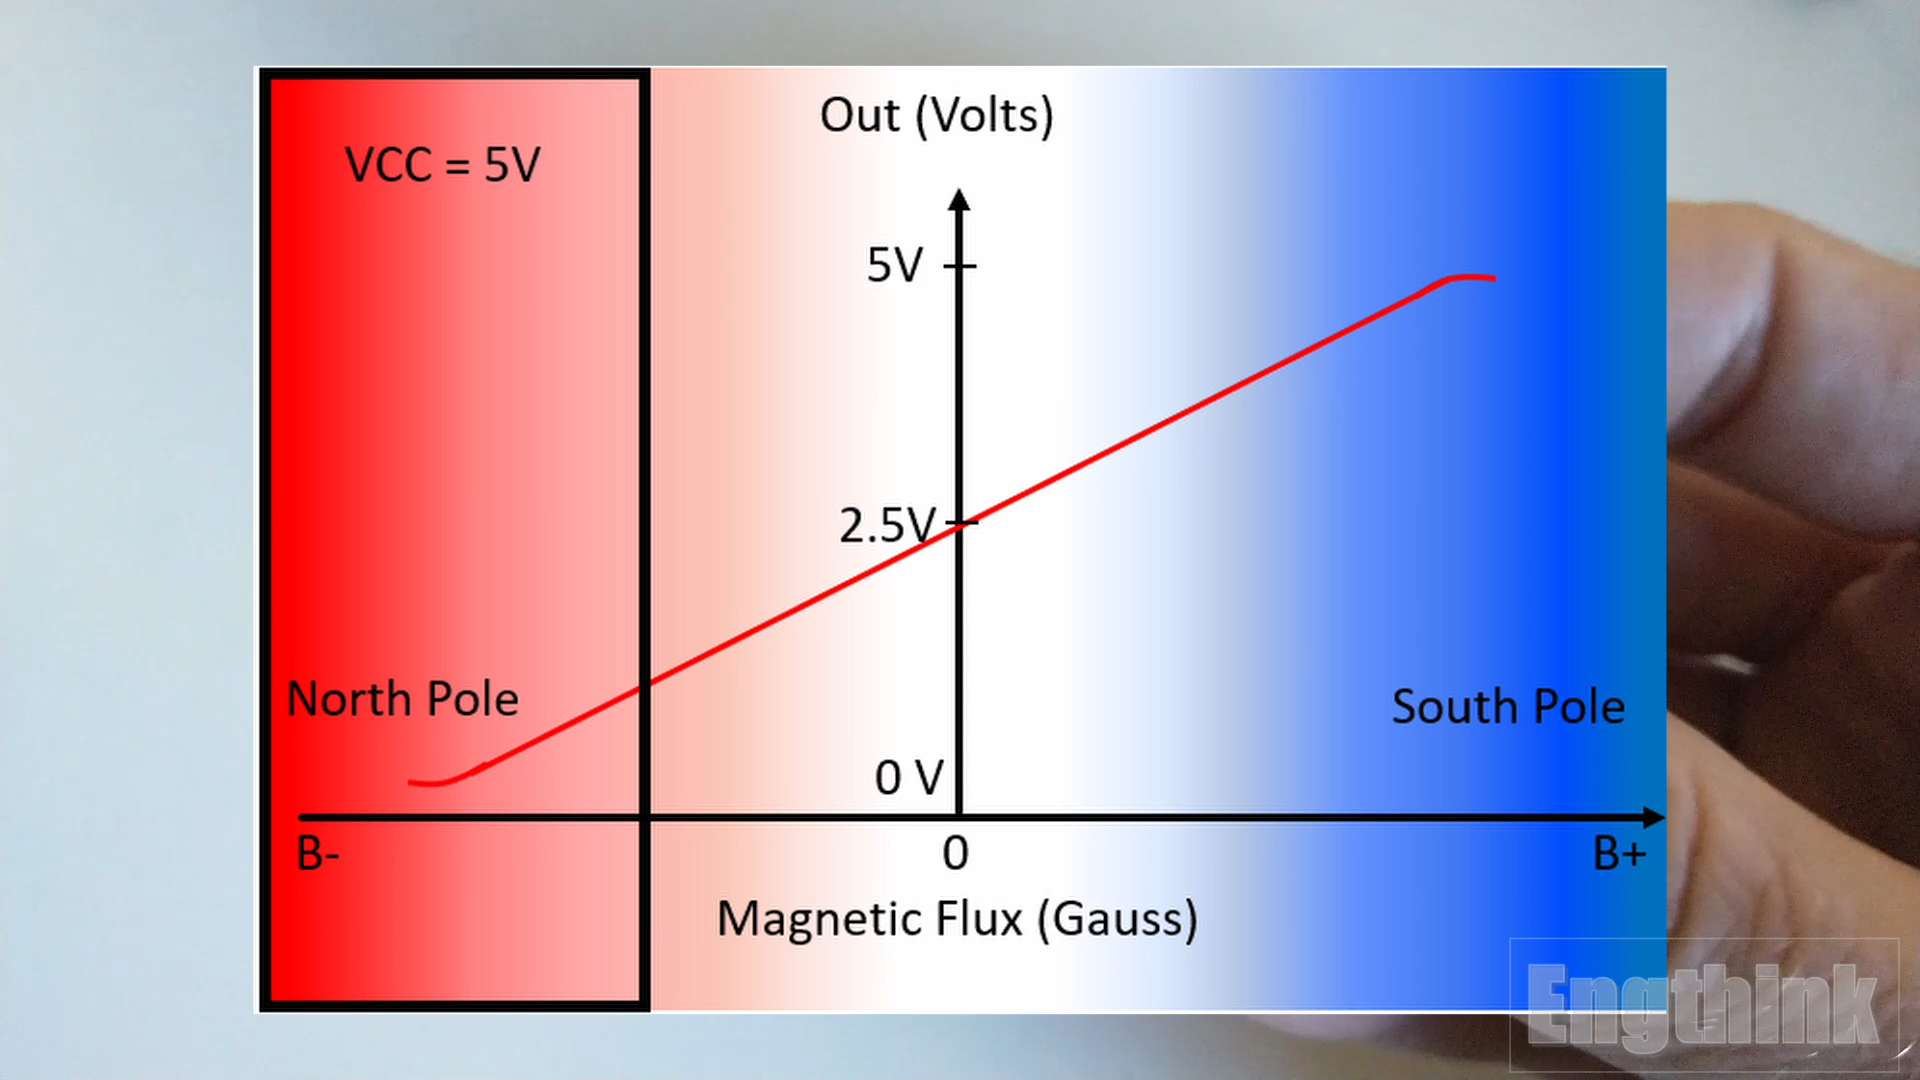 Out (Volts)
VCC = 5V
5V
2.5V
North Pole
South Pole
0 V
B-
0
B+
Magnetic Flux (Gauss)
Engthink